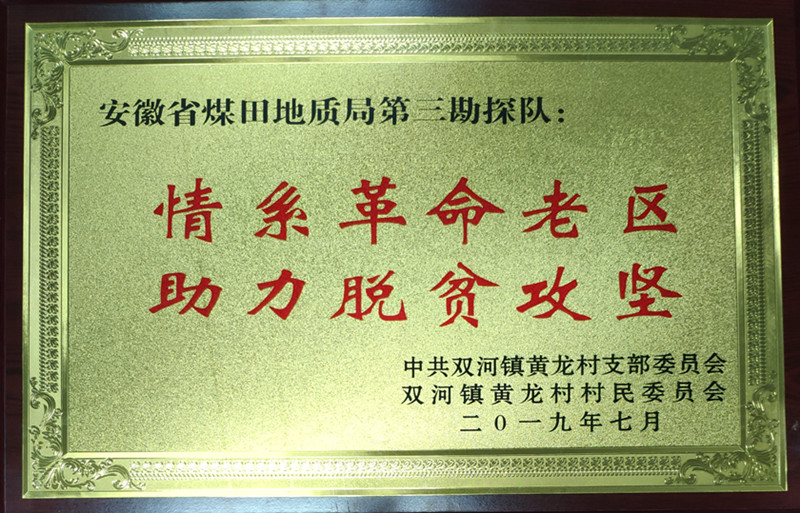 安徽省煤田地质局第三勘探队：
情系革命老区
助力脱贫攻坚
中共双河镇黄龙村支部委员会
双河镇黄龙村村民委员会
二0一九年七月